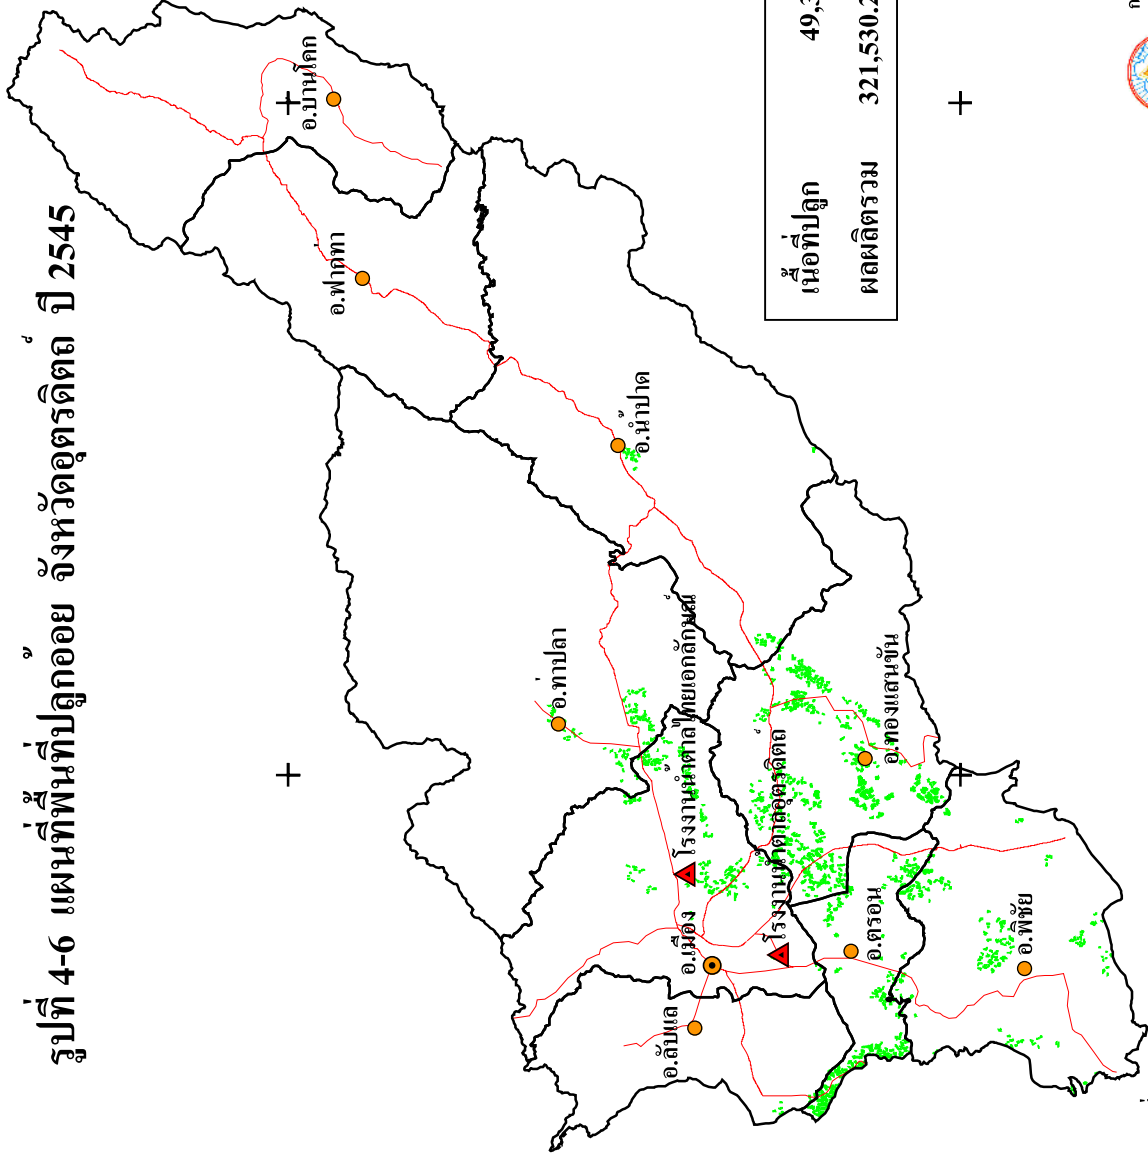 รูปที่ 4-6 แผนที่พื้นที่ปลูกอ้อย จังหวัดอุตรดิตถ์ ปี 2545
อ.บ้านโคก
อ.ฟากท่า
อ.น้ำปาด
อ.ท่าปลา
โรงงานน้ำตาลไทยเอกลักษณ์
โรงงานน้ำตาลอุตรดิตถ์
อ.ทองแสนขัน
อ.เมือง
อ.ลับแล
อ.ตรอน
อ.พิชัย
เนื้อที่ปลูก 49,
ผลผลิตรวม 321,530.2